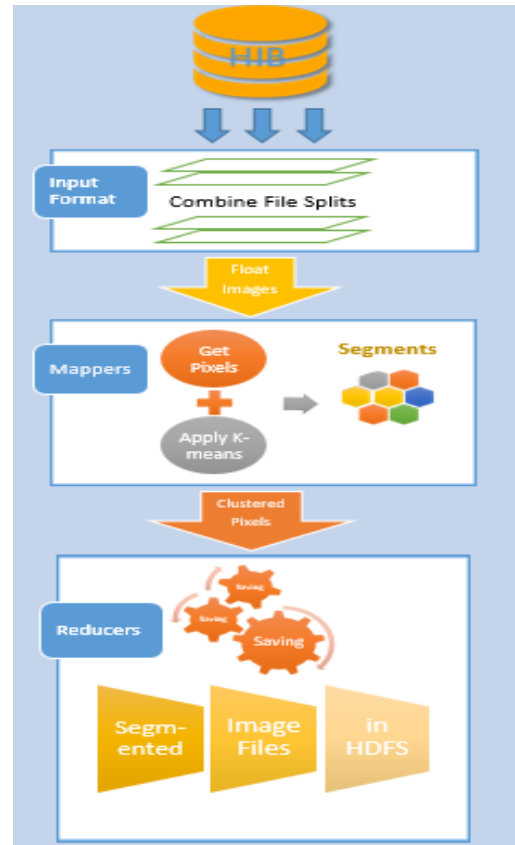 HIB
Input
Format
Combine File Splits
Float
Images
Mappers
Get
Pixels
Apply K-
means
Segments
Clustered
Pixels
Reducers
Saving
Saving
Saving
Segm-
ented
Image
Files
in
HDFS